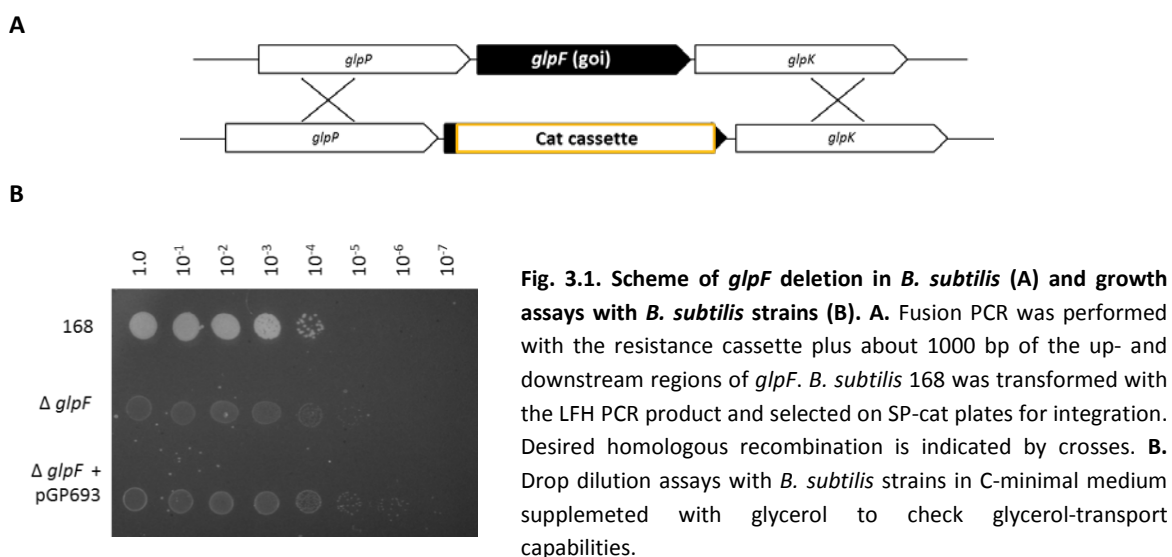 A
glpP glpF (goi) glpK
glpP Cat cassette glpK
B
1.0 10-1 10-2 10-3 10-4 10-5 10-6 10-7
168
Δ glpF
Δ glpF +
pGP693
Fig. 3.1. Scheme of glpF deletion in B. subtilis (A) and growth
assays with B. subtilis strains (B). A. Fusion PCR was performed
with the resistance cassette plus about 1000 bp of the up- and
downstream regions of glpF. B. subtilis 168 was transformed with
the LFH PCR product and selected on SP-cat plates for integration.
Desired homologous recombination is indicated by crosses. B.
Drop dilution assays with B. subtilis strains in C-minimal medium
supplemeted with glycerol to check glycerol-transport
capabilities.